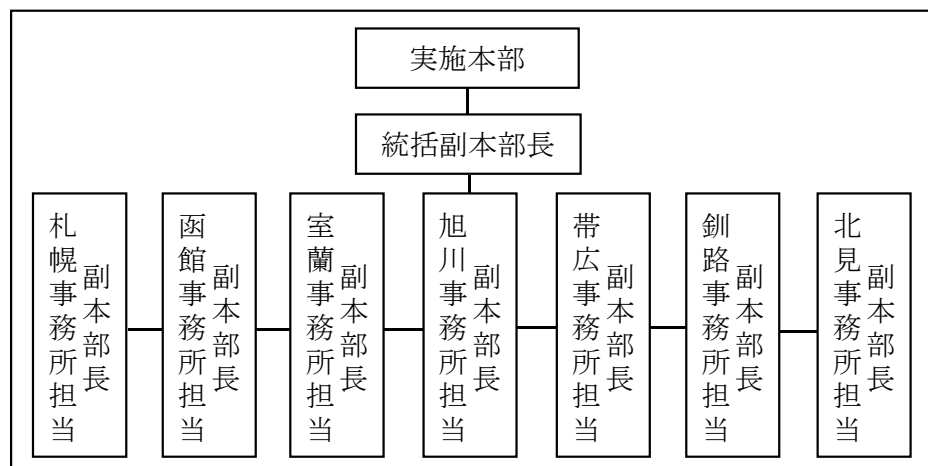 実施本部
統括副本部長
札幌事務所担当
副本部長
函館事務所担当
副本部長
室蘭事務所担当
副本部長
旭川事務所担当
副本部長
帯広事務所担当
副本部長
釧路事務所担当
副本部長
北見事務所担当
副本部長